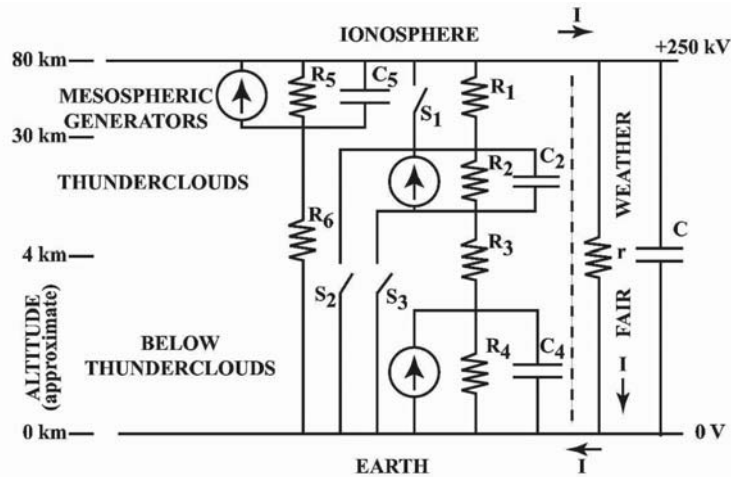 IONOSPHERE
I
80 km
+250 kV
MESOSPHERIC
GENERATORS
R5
C5
S1
R1
30 km
THUNDERCLOUDS
R2
C2
R6
R3
WEATHER
C
r
4 km
S2
S3
FAIR
I
BELOW
THUNDERCLOUDS
R4
C4
ALTITUDE
(approximate)
0 km
0 V
EARTH
I